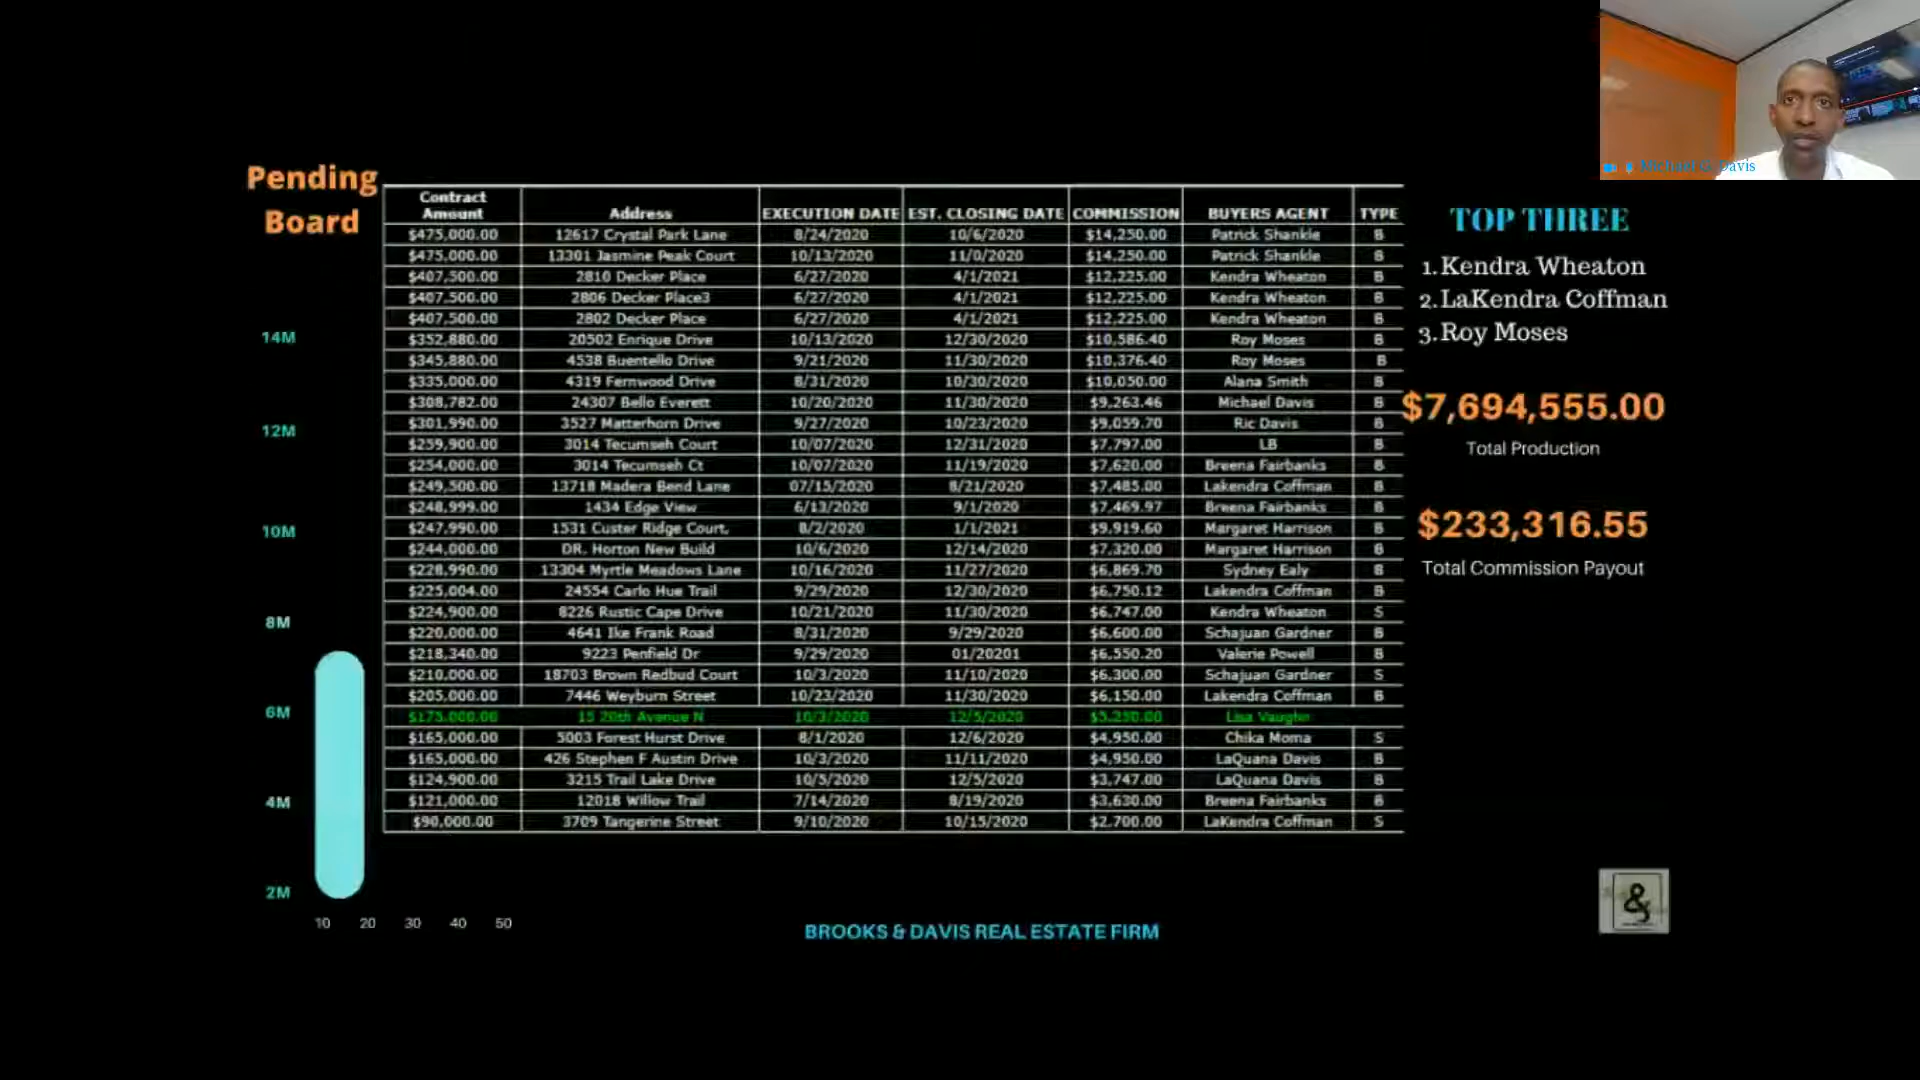 Michael G. Davis
Pending
Board
Contract Amount Address EXECUTION DATE EST. CLOSING DATE COMMISSION BUYERS AGENT TYPE
$475,000.00 12617 Crystal Park Lane 8/24/2020 10/6/2020 $14,250.00 Patrick Shankle B
$475,000.00 13301 Jasmine Peak Court 10/13/2020 11/0/2020 $14,250.00 Patrick Shankle B
$407,500.00 2810 Decker Place 6/27/2020 4/1/2021 $12,225.00 Kendra Wheaton B
$407,500.00 2806 Decker Place3 6/27/2020 4/1/2021 $12,225.00 Kendra Wheaton B
$407,500.00 2802 Decker Place 6/27/2020 4/1/2021 $12,225.00 Kendra Wheaton B
$352,880.00 20502 Enrique Drive 10/13/2020 12/30/2020 $10,586.40 Roy Moses B
$345,880.00 4538 Buentello Drive 9/21/2020 11/30/2020 $10,376.40 Roy Moses B
$335,000.00 4319 Fernwood Drive 8/31/2020 10/30/2020 $10,050.00 Alana Smith B
$308,782.00 24307 Bello Everett 10/20/2020 11/30/2020 $9,263.46 Michael Davis B
$301,990.00 3527 Matterhorn Drive 9/27/2020 10/23/2020 $9,059.70 Ric Davis B
$259,900.00 3014 Tecumseh Court 10/07/2020 12/31/2020 $7,797.00 LB B
$254,000.00 3014 Tecumseh Ct 10/07/2020 11/19/2020 $7,620.00 Breena Fairbanks B
$249,500.00 13718 Madera Bend Lane 07/15/2020 8/21/2020 $7,485.00 Lakendra Coffman B
$248,999.00 1434 Edge View 6/13/2020 9/1/2020 $7,469.97 Breena Fairbanks B
$247,990.00 1531 Custer Ridge Court, 8/2/2020 1/1/2021 $9,919.60 Margaret Harrison B
$244,000.00 DR. Horton New Build 10/6/2020 12/14/2020 $7,320.00 Margaret Harrison B
$228,990.00 13304 Myrtle Meadows Lane 10/16/2020 11/27/2020 $6,869.70 Sydney Ealy B
$225,004.00 24554 Carlo Hue Trail 9/29/2020 12/30/2020 $6,750.12 Lakendra Coffman B
$224,900.00 8226 Rustic Cape Drive 10/21/2020 11/30/2020 $6,747.00 Kendra Wheaton S
$220,000.00 4641 Ike Frank Road 8/31/2020 9/29/2020 $6,600.00 Schajuan Gardner B
$218,340.00 9223 Penfield Dr 9/29/2020 01/20201 $6,550.20 Valerie Powell B
$210,000.00 18703 Brown Redbud Court 10/3/2020 11/10/2020 $6,300.00 Schajuan Gardner S
$205,000.00 7446 Weyburn Street 10/23/2020 11/30/2020 $6,150.00 Lakendra Coffman B
$175,000.00 15 20th Avenue N 10/3/2020 12/5/2020 $5,250.00 Lisa Vaughn
$165,000.00 5003 Forest Hurst Drive 8/1/2020 12/6/2020 $4,950.00 Chika Moma S
$165,000.00 426 Stephen F Austin Drive 10/3/2020 11/11/2020 $4,950.00 LaQuana Davis B
$124,900.00 3215 Trail Lake Drive 10/5/2020 12/5/2020 $3,747.00 LaQuana Davis B
$121,000.00 12018 Willow Trail 7/14/2020 8/19/2020 $3,630.00 Breena Fairbanks B
$90,000.00 3709 Tangerine Street 9/10/2020 10/15/2020 $2,700.00 LaKendra Coffman S
TOP THREE
1. Kendra Wheaton
2. LaKendra Coffman
3. Roy Moses
$7,694,555.00
Total Production
$233,316.55
Total Commission Payout
14M
12M
10M
8M
6M
4M
2M
10 20 30 40 50
BROOKS & DAVIS REAL ESTATE FIRM
&